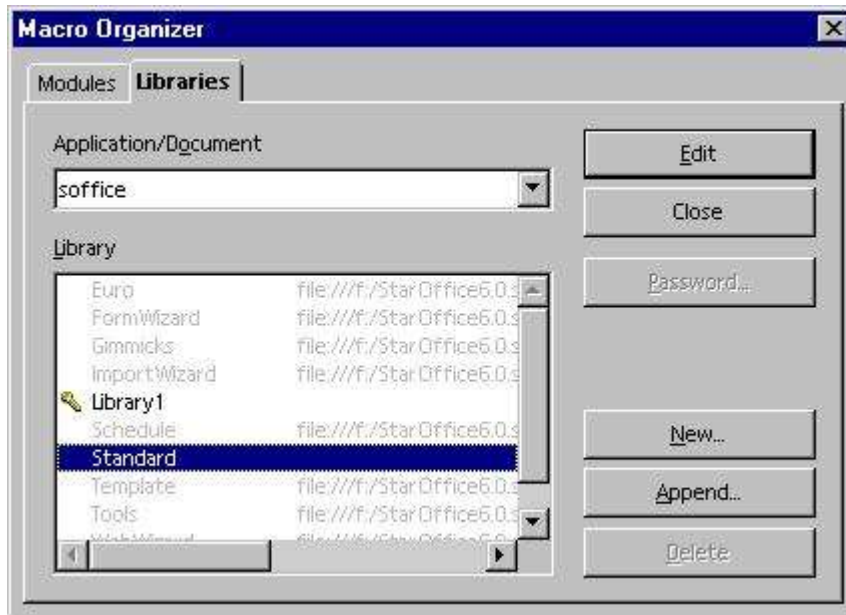 Macro Organizer
Modules Libraries
Application/Document
soffice
Edit
Close
Library
Password...
Euro file:///f:/StarOffice6.0.s
FormWizard file:///f:/StarOffice6.0.s
Gimmicks file:///f:/StarOffice6.0.s
ImportWizard file:///f:/StarOffice6.0.s
Library1
Schedule file:///f:/StarOffice6.0.s
Standard
Template file:///f:/StarOffice6.0.s
Tools file:///f:/StarOffice6.0.s
New...
Append...
Delete